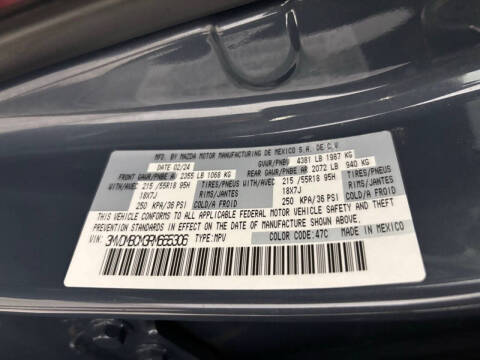 MFD. BY MAZDA MOTOR MANUFACTURING DE MEXICO S.A. DE C.V.
DATE: 02/24 GVWR/PNBV 4381 LB 1987 KG
FRONT GAWR/PNBE AV 2355 LB 1068 KG REAR GAWR/PNBE AR 2072 LB 940 KG
WITH/AVEC 215/55R18 95H TIRES/PNEUS WITH/AVEC 215/55R18 95H TIRES/PNEUS
18X7J RIMS/JANTES 18X7J RIMS/JANTES
250 KPA/36 PSI COLD/A FROID 250 KPA/36 PSI COLD/A FROID
THIS VEHICLE CONFORMS TO ALL APPLICABLE FEDERAL MOTOR VEHICLE SAFETY AND THEFT
PREVENTION STANDARDS IN EFFECT ON THE DATE OF MANUFACTURE SHOWN ABOVE.
VIN: TYPE: MPV COLOR CODE: 47C MADE IN MEXICO